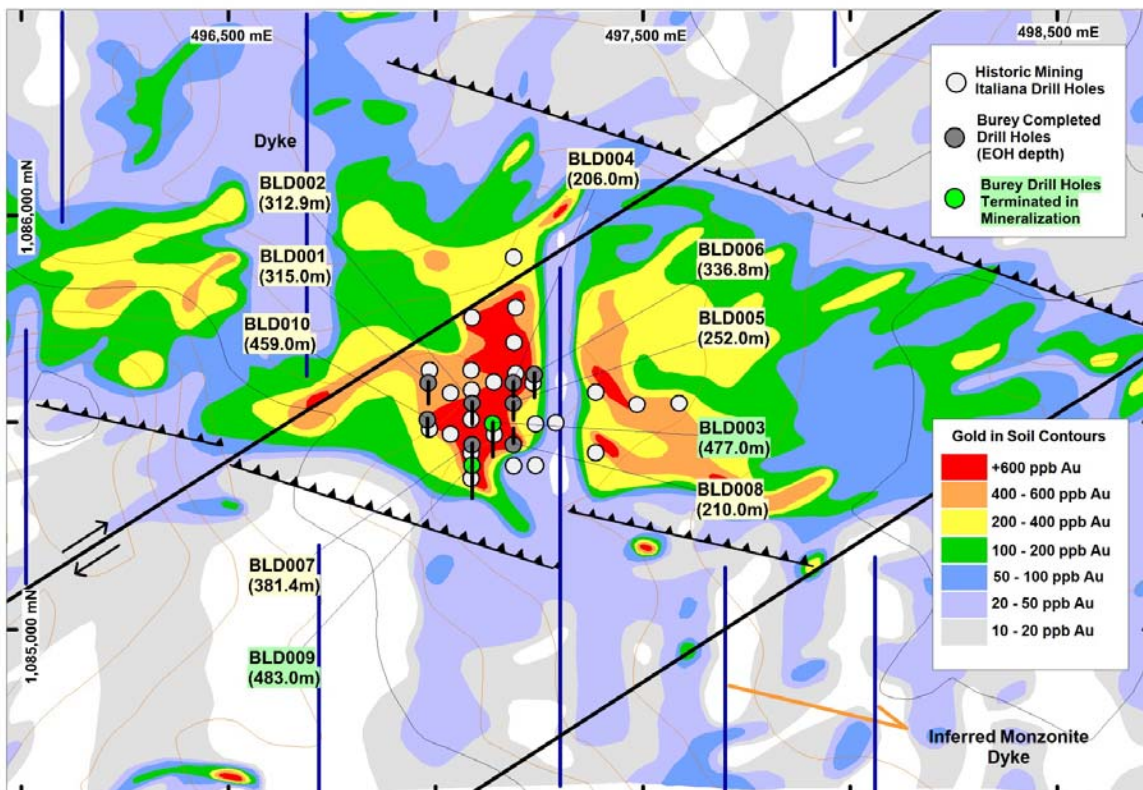 496,500 mE
497,500 mE
498,500 mE
1,086,000 mN
1,085,000 mN
Dyke
BLD002
(312.9m)
BLD001
(315.0m)
BLD010
(459.0m)
BLD004
(206.0m)
BLD006
(336.8m)
BLD005
(252.0m)
BLD003
(477.0m)
BLD008
(210.0m)
BLD007
(381.4m)
BLD009
(483.0m)
Historic Mining
Italiana Drill Holes
Burey Completed
Drill Holes
(EOH depth)
Burey Drill Holes
Terminated in
Mineralization
Gold in Soil Contours
+600 ppb Au
400 - 600 ppb Au
200 - 400 ppb Au
100 - 200 ppb Au
50 - 100 ppb Au
20 - 50 ppb Au
10 - 20 ppb Au
Inferred Monzonite
Dyke